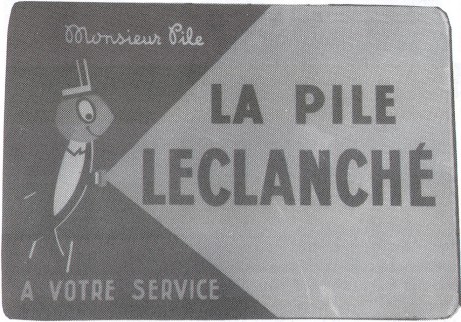 Monsieur Pile
LA PILE
LECLANCHÉ
A VOTRE SERVICE